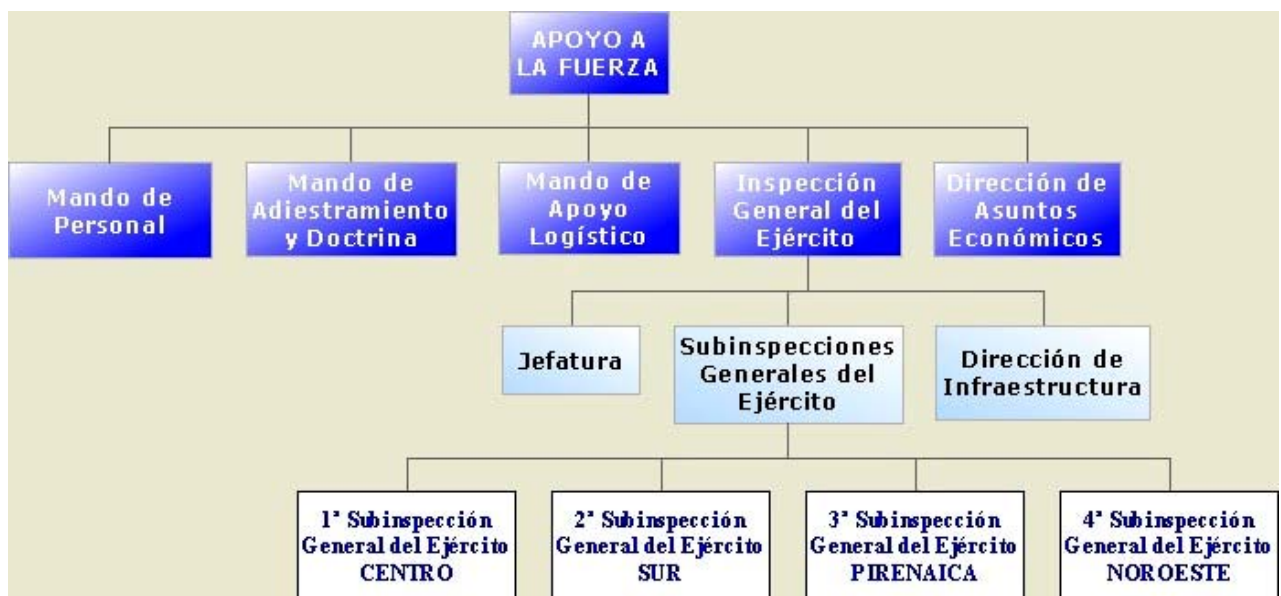 APOYO A
LA FUERZA
Mando de
Personal
Mando de
Adiestramiento
y Doctrina
Mando de
Apoyo
Logístico
Inspección
General del
Ejército
Dirección de
Asuntos
Económicos
Jefatura
Subinspecciones
Generales del
Ejército
Dirección de
Infraestructura
1ª Subinspección
General del Ejército
CENTRO
2ª Subinspección
General del Ejército
SUR
3ª Subinspección
General del Ejército
PIRENAICA
4ª Subinspección
General del Ejército
NOROESTE